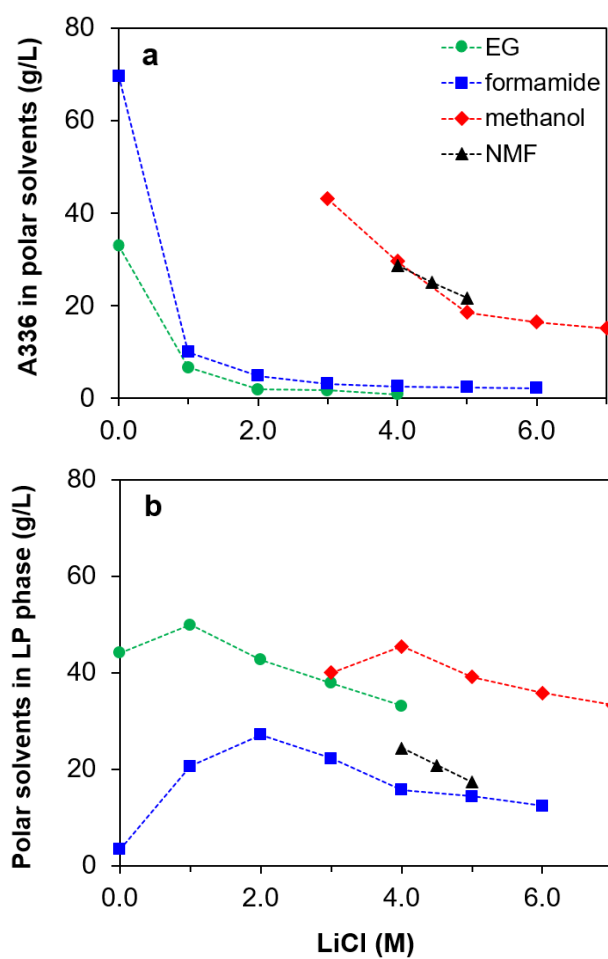 80
60
40
20
0
A336 in polar solvents (g/L)
a
EG
formamide
methanol
NMF
0.0
2.0
4.0
6.0
80
60
40
20
0
Polar solvents in LP phase (g/L)
b
0.0
2.0
4.0
6.0
LiCl (M)